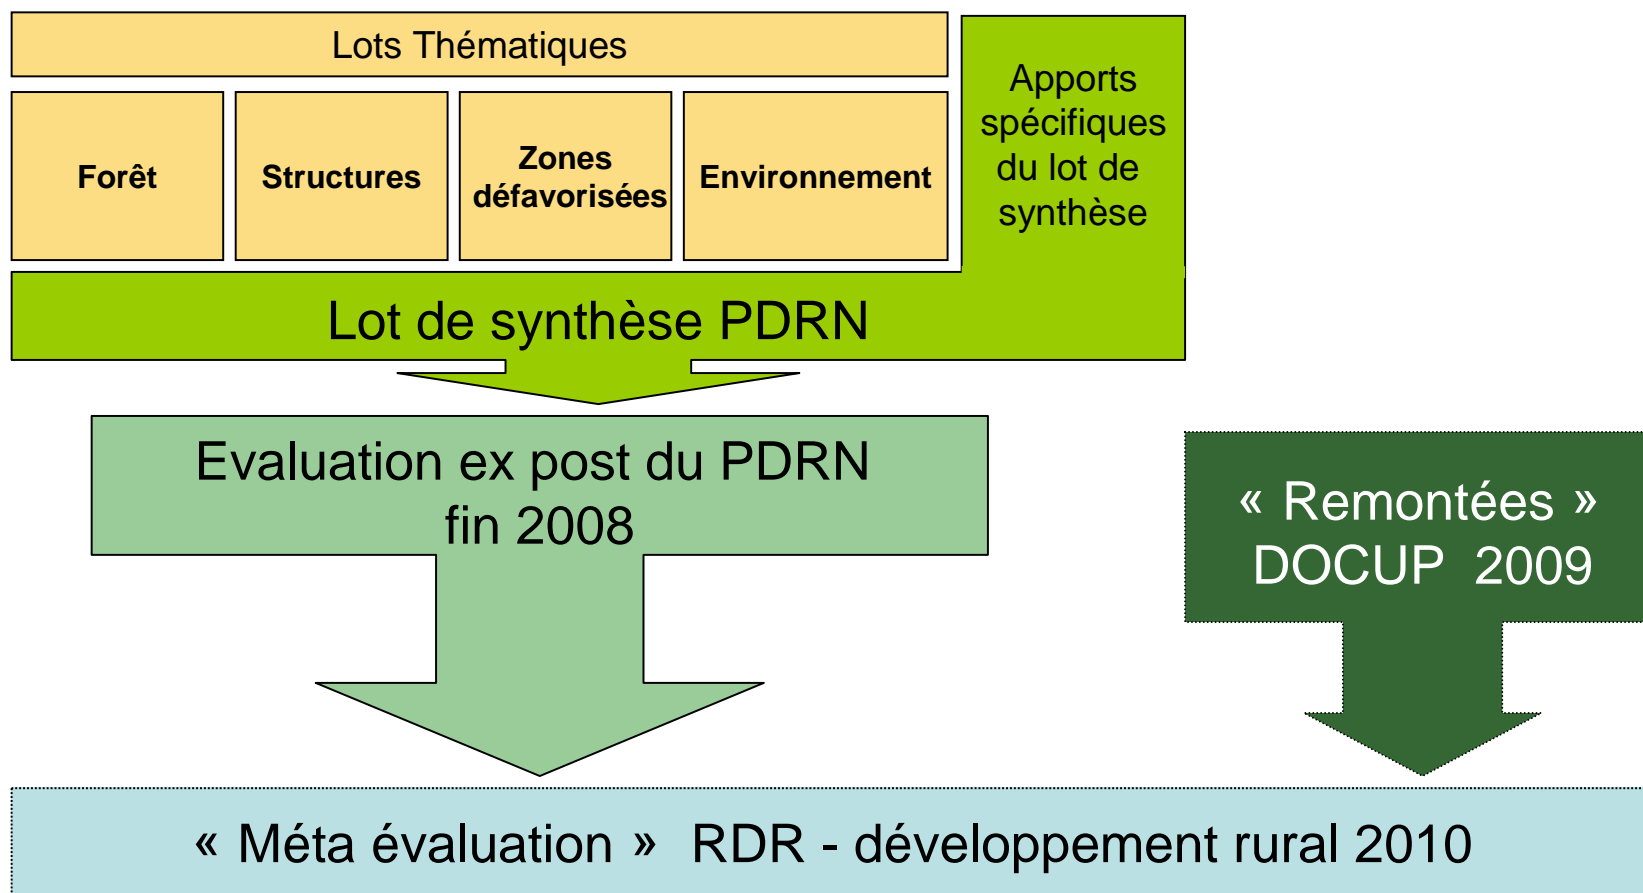 Lots Thématiques
Forêt
Structures
Zones
défavorisées
Environnement
Apports
spécifiques
du lot de
synthèse
Lot de synthèse PDRN
Evaluation ex post du PDRN
fin 2008
« Remontées »
DOCUP 2009
« Méta évaluation » RDR - développement rural 2010